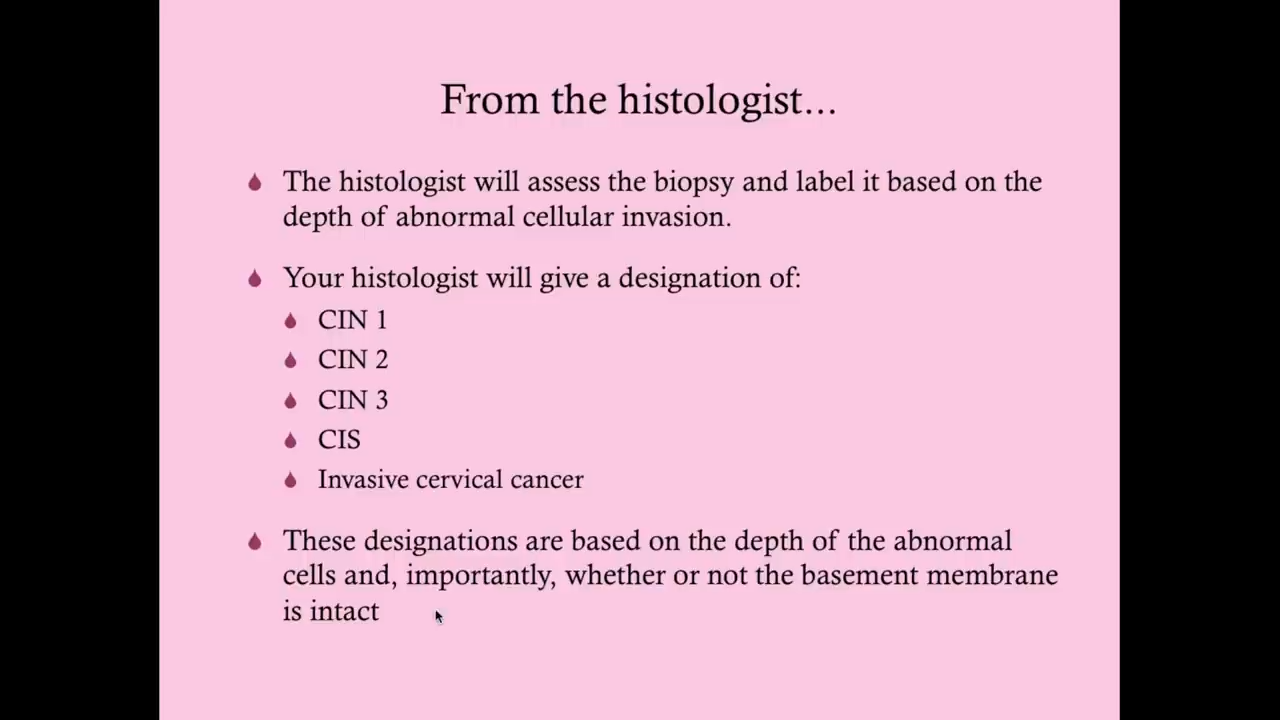 From the histologist...
The histologist will assess the biopsy and label it based on the
depth of abnormal cellular invasion.
Your histologist will give a designation of:
CIN 1
CIN 2
CIN 3
CIS
Invasive cervical cancer
These designations are based on the depth of the abnormal
cells and, importantly, whether or not the basement membrane
is intact